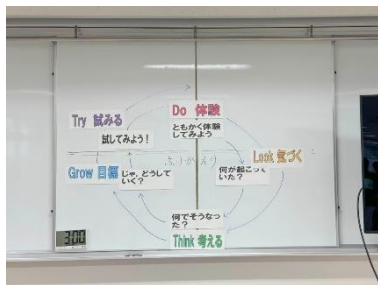 Try 試みる
試してみよう！
Do 体験
ともかく体験
してみよう
Look 気づく
何が起こって
いた？
ふりかえり
Grow 目標
じゃ、どうして
いく？
何でそうなっ
た？
Think 考える
3:00